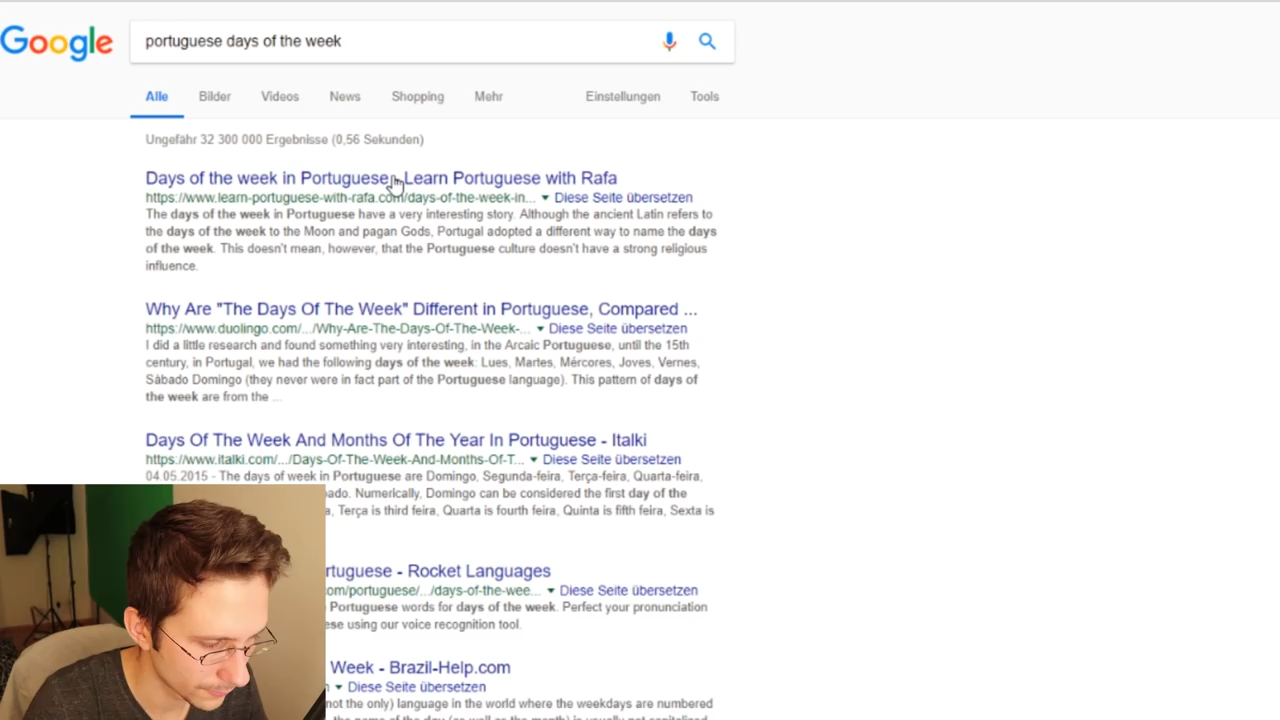 Google
portuguese days of the week
Alle Bilder Videos News Shopping Mehr Einstellungen Tools
Ungefähr 32 300 000 Ergebnisse (0,56 Sekunden)
Days of the week in Portuguese - Learn Portuguese with Rafa
https://www.learn-portuguese-with-rafa.com/days-of-the-week-in... Diese Seite übersetzen
The days of the week in Portuguese have a very interesting story. Although the ancient Latin refers to
the days of the week to the Moon and pagan Gods, Portugal adopted a different way to name the days
of the week. This doesn't mean, however, that the Portuguese culture doesn't have a strong religious
influence.
Why Are "The Days Of The Week" Different in Portuguese, Compared ...
https://www.duolingo.com/.../Why-Are-The-Days-Of-The-Week-... Diese Seite übersetzen
I did a little research and found something very interesting, in the Arcaic Portuguese, until the 15th
century, in Portugal, we had the following days of the week: Lues, Martes, Mércores, Joves, Vernes,
Sábado Domingo (they never were in fact part of the Portuguese language). This pattern of days of
the week are from the ...
Days Of The Week And Months Of The Year In Portuguese - Italki
https://www.italki.com/.../Days-Of-The-Week-And-Months-Of-T... Diese Seite übersetzen
04.05.2015 - The days of week in Portuguese are Domingo, Segunda-feira, Terça-feira, Quarta-feira,
ado. Numerically, Domingo can be considered the first day of the
a, Terça is third feira, Quarta is fourth feira, Quinta is fifth feira, Sexta is
rtuguese - Rocket Languages
om/portuguese/.../days-of-the-wee... Diese Seite übersetzen
Portuguese words for days of the week. Perfect your pronunciation
ese using our voice recognition tool.
Week - Brazil-Help.com
Diese Seite übersetzen
not the only) language in the world where the weekdays are numbered
the name of the day (as well as the month) is usually not capitalized